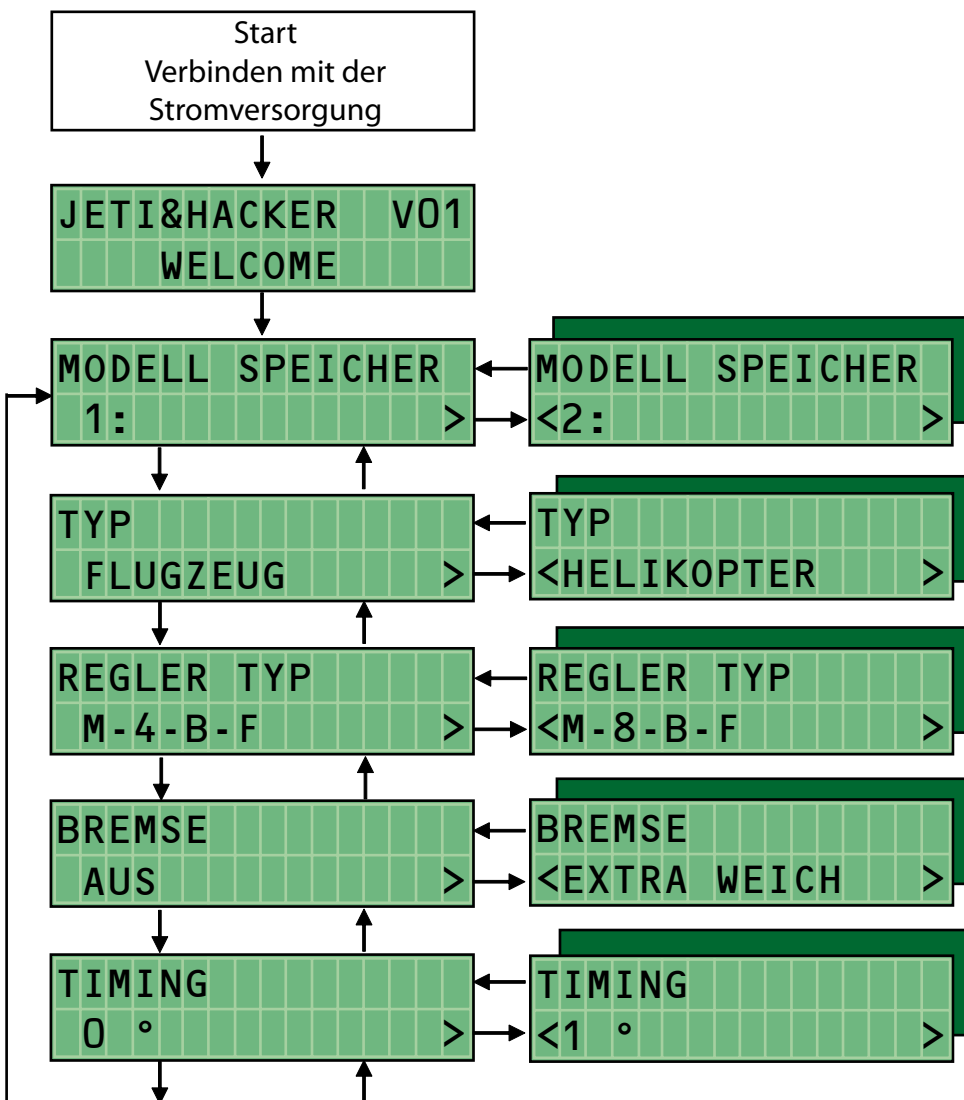 Start
Verbinden mit der
Stromversorgung
JETI&HACKER V01
WELCOME
MODELL SPEICHER
1: >
MODELL SPEICHER
<2: >
TYP
FLUGZEUG >
TYP
<HELIKOPTER >
REGLER TYP
M-4-B-F >
REGLER TYP
<M-8-B-F >
BREMSE
AUS >
BREMSE
<EXTRA WEICH >
TIMING
0 ° >
TIMING
<1 ° >